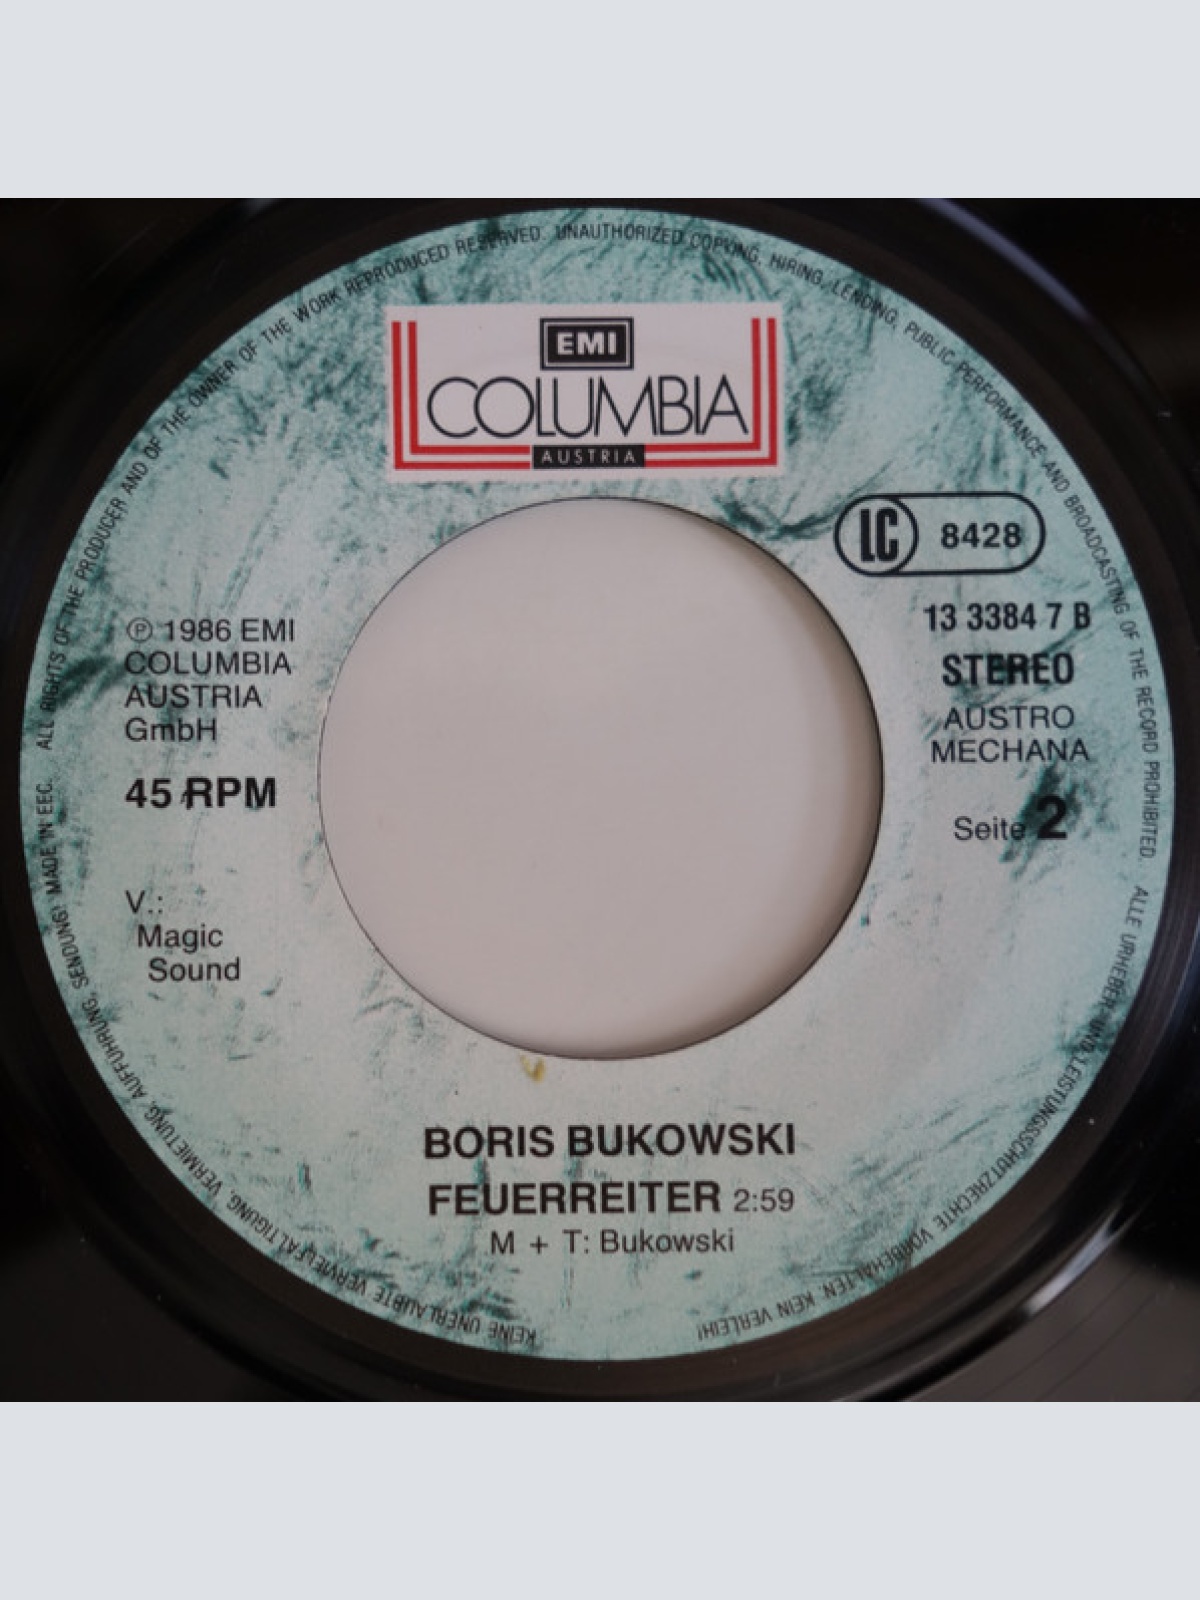 ALL RIGHTS OF THE PRODUCER AND OF THE OWNER OF THE WORK REPRODUCED RESERVED. UNAUTHORIZED COPYING, HIRING, LENDING, PUBLIC PERFORMANCE AND BROADCASTING OF THE RECORD PROHIBITED.
EMI
COLUMBIA
AUSTRIA
LC 8428
℗ 1986 EMI
COLUMBIA
AUSTRIA
GmbH
45 RPM
V.:
Magic
Sound
13 3384 7 B
STEREO
AUSTRO
MECHANA
Seite 2
BORIS BUKOWSKI
FEUERREITER 2:59
M + T: Bukowski
ALLE URHEBER- UND LEISTUNGSSCHUTZRECHTE VORBEHALTEN. KEIN VERLEIH!
KEINE UNERLAUBTE VERVIELFÄLTIGUNG, VERMIETUNG, AUFFÜHRUNG, SENDUNG! MADE IN EEC.